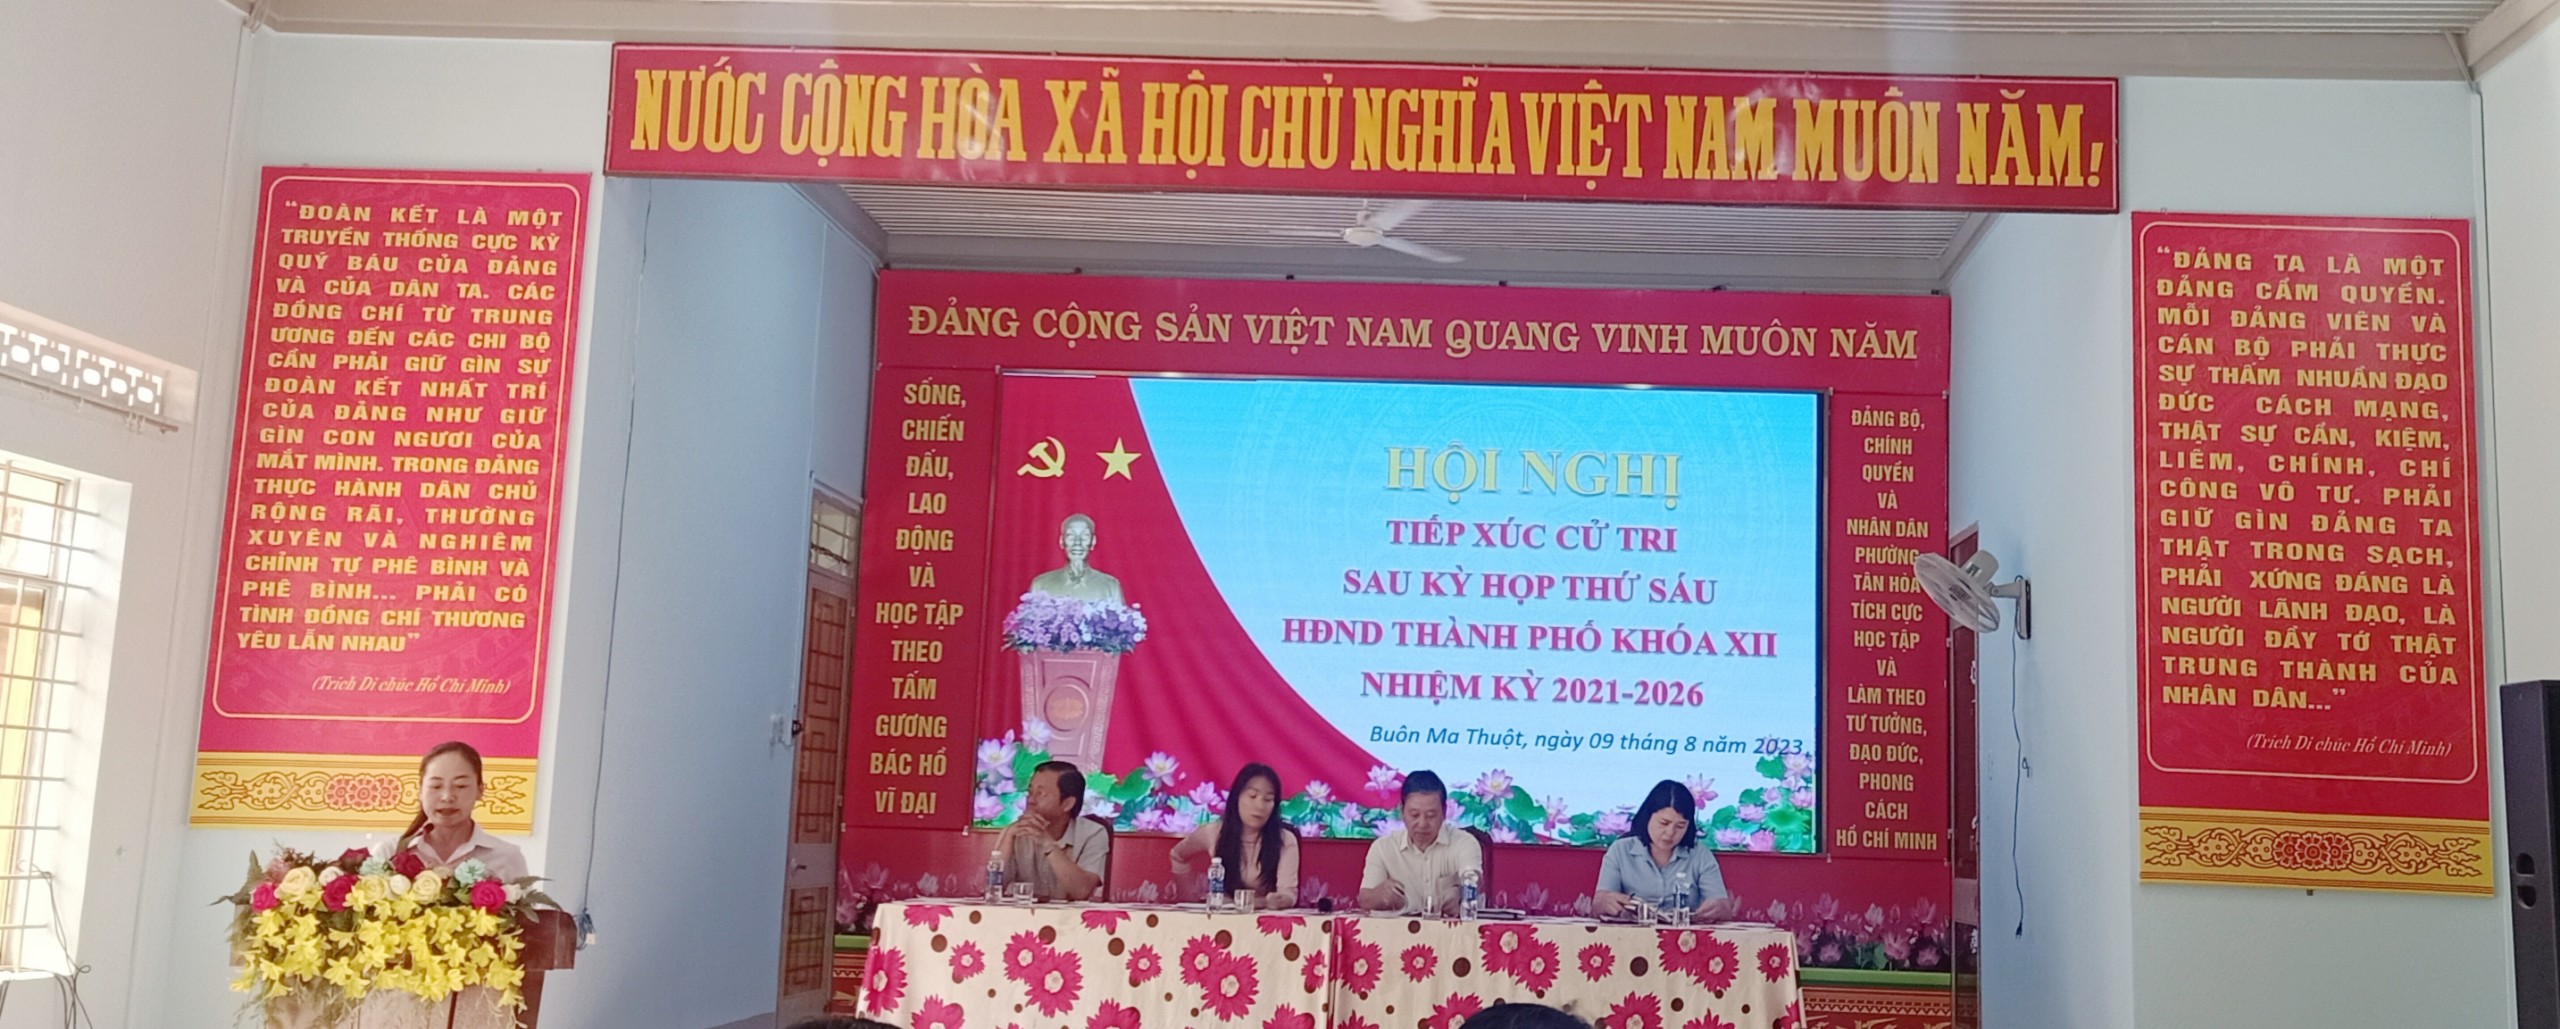 NƯỚC CỘNG HÒA XÃ HỘI CHỦ NGHĨA VIỆT NAM MUÔN NĂM!
“ĐOÀN KẾT LÀ MỘT
TRUYỀN THỐNG CỰC KỲ
QUÝ BÁU CỦA ĐẢNG
VÀ CỦA DÂN TA. CÁC
ĐỒNG CHÍ TỪ TRUNG
ƯƠNG ĐẾN CÁC CHI BỘ
CẦN PHẢI GIỮ GÌN SỰ
ĐOÀN KẾT NHẤT TRÍ
CỦA ĐẢNG NHƯ GIỮ
GÌN CON NGƯƠI CỦA
MẮT MÌNH. TRONG ĐẢNG
THỰC HÀNH DÂN CHỦ
RỘNG RÃI, THƯỜNG
XUYÊN VÀ NGHIÊM
CHỈNH TỰ PHÊ BÌNH VÀ
PHÊ BÌNH... PHẢI CÓ
TÌNH ĐỒNG CHÍ THƯƠNG
YÊU LẪN NHAU”
(Trích Di chúc Hồ Chí Minh)
ĐẢNG CỘNG SẢN VIỆT NAM QUANG VINH MUÔN NĂM
SỐNG,
CHIẾN
ĐẤU,
LAO
ĐỘNG
VÀ
HỌC TẬP
THEO
TẤM
GƯƠNG
BÁC HỒ
VĨ ĐẠI
HỘI NGHỊ
TIẾP XÚC CỬ TRI
SAU KỲ HỌP THỨ SÁU
HĐND THÀNH PHỐ KHÓA XII
NHIỆM KỲ 2021-2026
Buôn Ma Thuột, ngày 09 tháng 8 năm 2023.
ĐẢNG BỘ,
CHÍNH
QUYỀN
VÀ
NHÂN DÂN
PHƯỜNG
TÂN HÒA
TÍCH CỰC
HỌC TẬP
VÀ
LÀM THEO
TƯ TƯỞNG,
ĐẠO ĐỨC,
PHONG
CÁCH
HỒ CHÍ MINH
“ĐẢNG TA LÀ MỘT
ĐẢNG CẦM QUYỀN.
MỖI ĐẢNG VIÊN VÀ
CÁN BỘ PHẢI THỰC
SỰ THẤM NHUẦN ĐẠO
ĐỨC CÁCH MẠNG,
THẬT SỰ CẦN, KIỆM,
LIÊM, CHÍNH, CHÍ
CÔNG VÔ TƯ. PHẢI
GIỮ GÌN ĐẢNG TA
THẬT TRONG SẠCH,
PHẢI XỨNG ĐÁNG LÀ
NGƯỜI LÃNH ĐẠO, LÀ
NGƯỜI ĐẦY TỚ THẬT
TRUNG THÀNH CỦA
NHÂN DÂN...”
(Trích Di chúc Hồ Chí Minh)